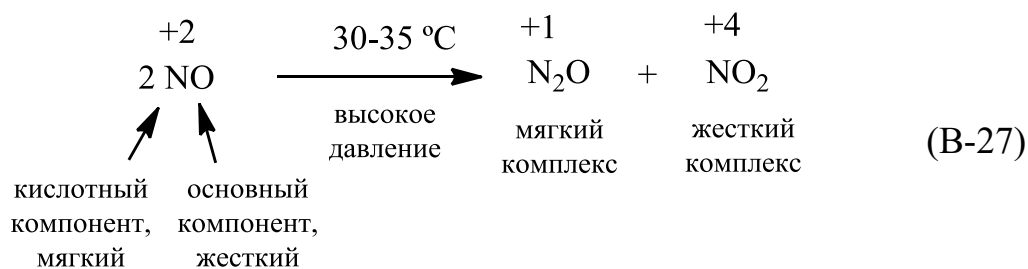 +2 30-35 ºC +1 +4
2 NO N₂O + NO₂
высокое давление
мягкий комплекс
жесткий комплекс
(В-27)
кислотный компонент, мягкий
основный компонент, жесткий